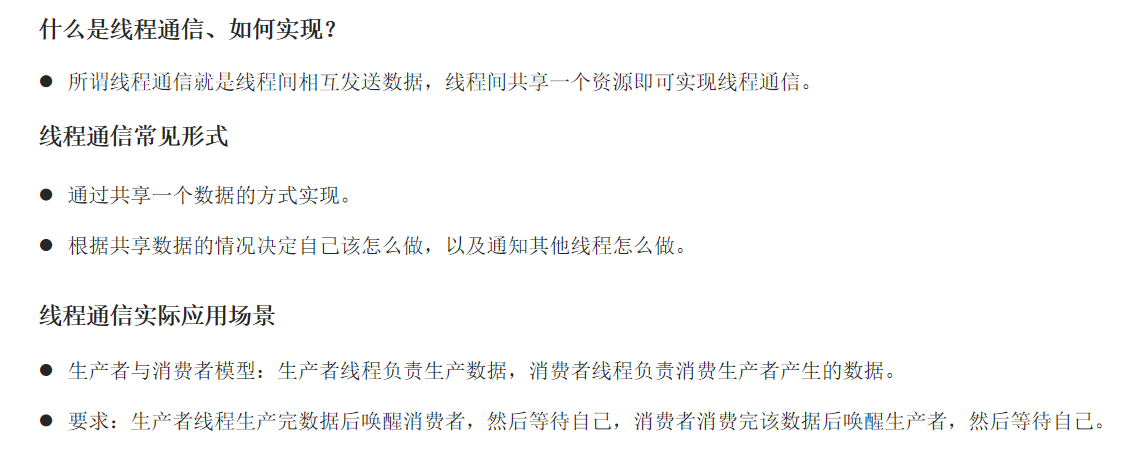 什么是线程通信、如何实现？
● 所谓线程通信就是线程间相互发送数据，线程间共享一个资源即可实现线程通信。
线程通信常见形式
● 通过共享一个数据的方式实现。
● 根据共享数据的情况决定自己该怎么做，以及通知其他线程怎么做。
线程通信实际应用场景
● 生产者与消费者模型：生产者线程负责生产数据，消费者线程负责消费生产者产生的数据。
● 要求：生产者线程生产完数据后唤醒消费者，然后等待自己，消费者消费完该数据后唤醒生产者，然后等待自己。